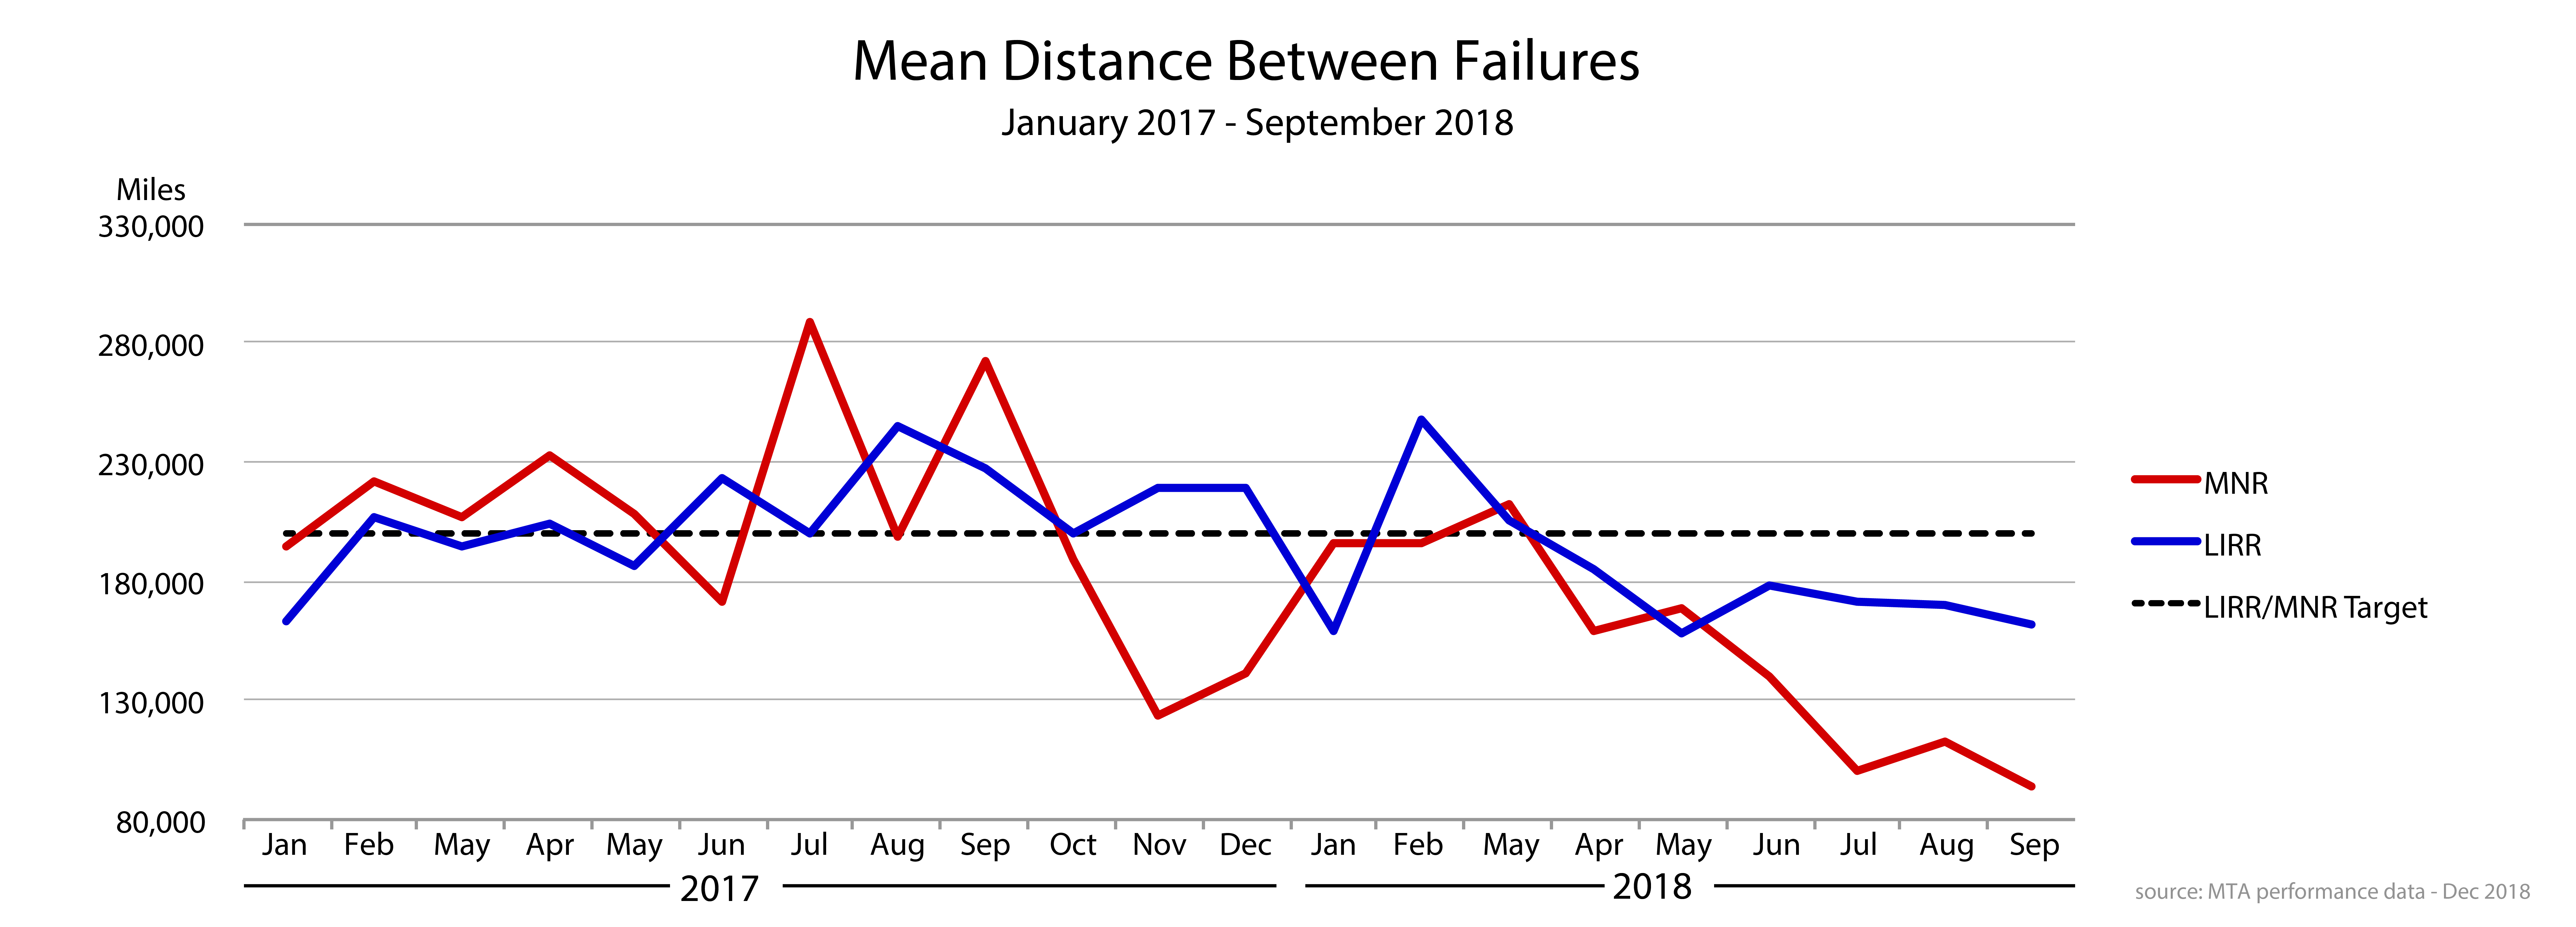 Mean Distance Between Failures
January 2017 - September 2018
Miles
330,000
280,000
230,000
180,000
130,000
80,000
Jan Feb May Apr May Jun Jul Aug Sep Oct Nov Dec Jan Feb May Apr May Jun Jul Aug Sep
2017 2018
MNR
LIRR
LIRR/MNR Target
source: MTA performance data - Dec 2018